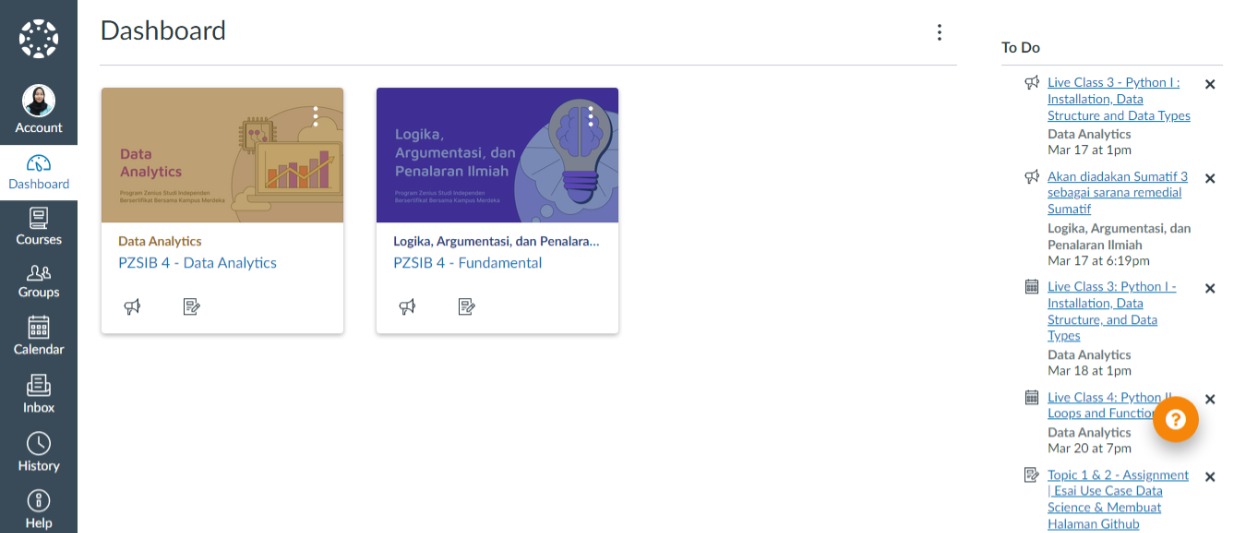 Account
Dashboard
Courses
Groups
Calendar
Inbox
History
Help
Dashboard
Data
Analytics
Program Zenius Studi Independen
Bersertifikat Bersama Kampus Merdeka
Data Analytics
PZSIB 4 - Data Analytics
Logika,
Argumentasi, dan
Penalaran Ilmiah
Program Zenius Studi Independen
Bersertifikat Bersama Kampus Merdeka
Logika, Argumentasi, dan Penalara...
PZSIB 4 - Fundamental
To Do
Live Class 3 - Python I :
Installation, Data
Structure and Data Types
Data Analytics
Mar 17 at 1pm
Akan diadakan Sumatif 3
sebagai sarana remedial
Sumatif
Logika, Argumentasi, dan
Penalaran Ilmiah
Mar 17 at 6:19pm
Live Class 3: Python I -
Installation, Data
Structure, and Data
Types
Data Analytics
Mar 18 at 1pm
Live Class 4: Python II
Loops and Functio
Data Analytics
Mar 20 at 7pm
Topic 1 & 2 - Assignment
| Esai Use Case Data
Science & Membuat
Halaman Github